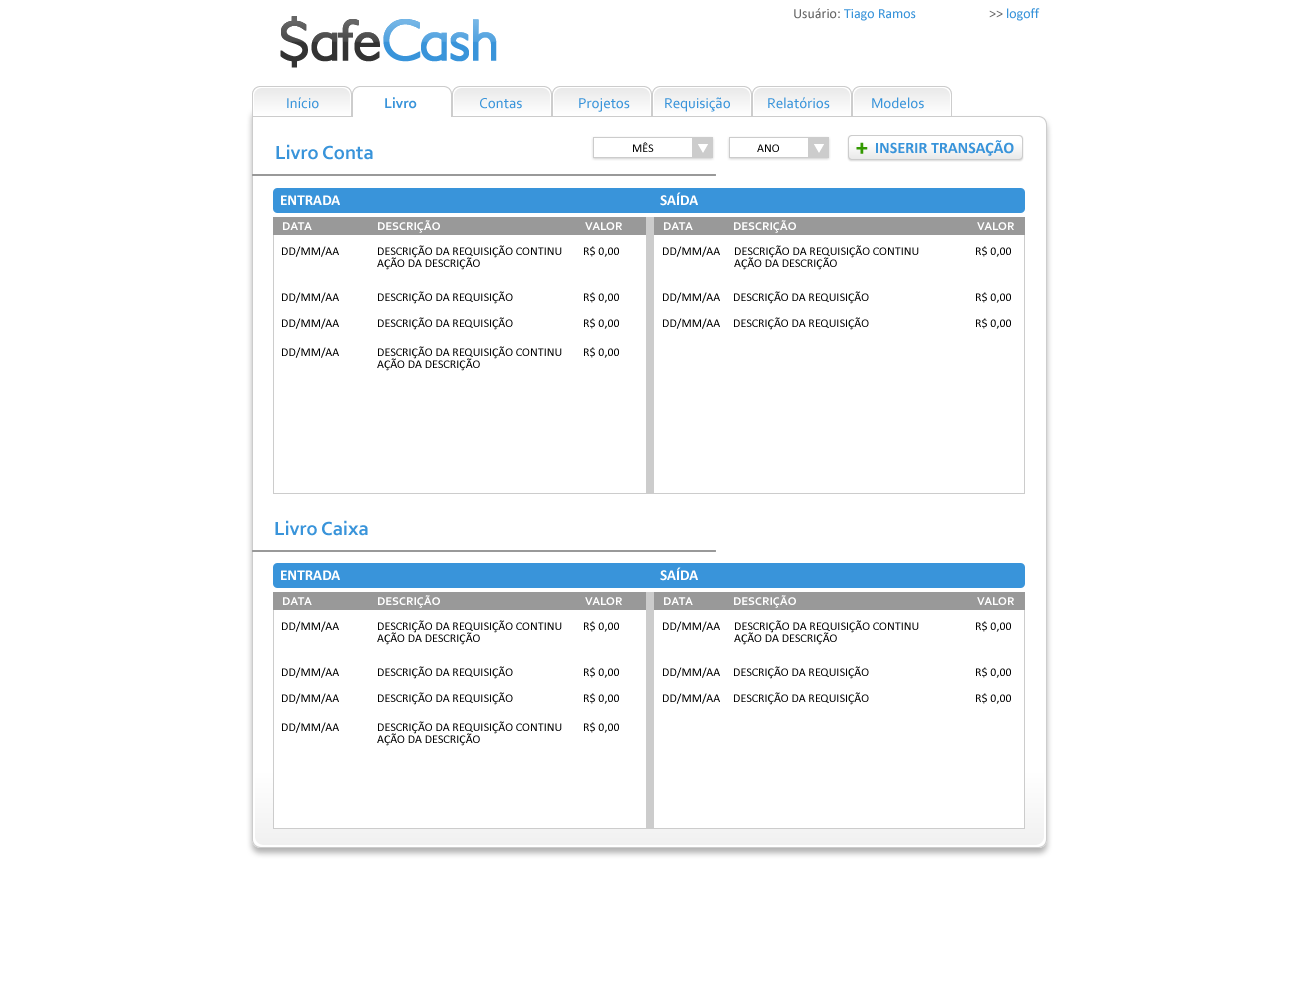 Usuário: Tiago Ramos >> logoff
$afeCash
Início Livro Contas Projetos Requisição Relatórios Modelos
Livro Conta MÊS ANO + INSERIR TRANSAÇÃO
ENTRADA SAÍDA
DATA DESCRIÇÃO VALOR DATA DESCRIÇÃO VALOR
DD/MM/AA DESCRIÇÃO DA REQUISIÇÃO CONTINU R$ 0,00 DD/MM/AA DESCRIÇÃO DA REQUISIÇÃO CONTINU R$ 0,00
AÇÃO DA DESCRIÇÃO AÇÃO DA DESCRIÇÃO
DD/MM/AA DESCRIÇÃO DA REQUISIÇÃO R$ 0,00 DD/MM/AA DESCRIÇÃO DA REQUISIÇÃO R$ 0,00
DD/MM/AA DESCRIÇÃO DA REQUISIÇÃO R$ 0,00 DD/MM/AA DESCRIÇÃO DA REQUISIÇÃO R$ 0,00
DD/MM/AA DESCRIÇÃO DA REQUISIÇÃO CONTINU R$ 0,00
AÇÃO DA DESCRIÇÃO
Livro Caixa
ENTRADA SAÍDA
DATA DESCRIÇÃO VALOR DATA DESCRIÇÃO VALOR
DD/MM/AA DESCRIÇÃO DA REQUISIÇÃO CONTINU R$ 0,00 DD/MM/AA DESCRIÇÃO DA REQUISIÇÃO CONTINU R$ 0,00
AÇÃO DA DESCRIÇÃO AÇÃO DA DESCRIÇÃO
DD/MM/AA DESCRIÇÃO DA REQUISIÇÃO R$ 0,00 DD/MM/AA DESCRIÇÃO DA REQUISIÇÃO R$ 0,00
DD/MM/AA DESCRIÇÃO DA REQUISIÇÃO R$ 0,00 DD/MM/AA DESCRIÇÃO DA REQUISIÇÃO R$ 0,00
DD/MM/AA DESCRIÇÃO DA REQUISIÇÃO CONTINU R$ 0,00
AÇÃO DA DESCRIÇÃO